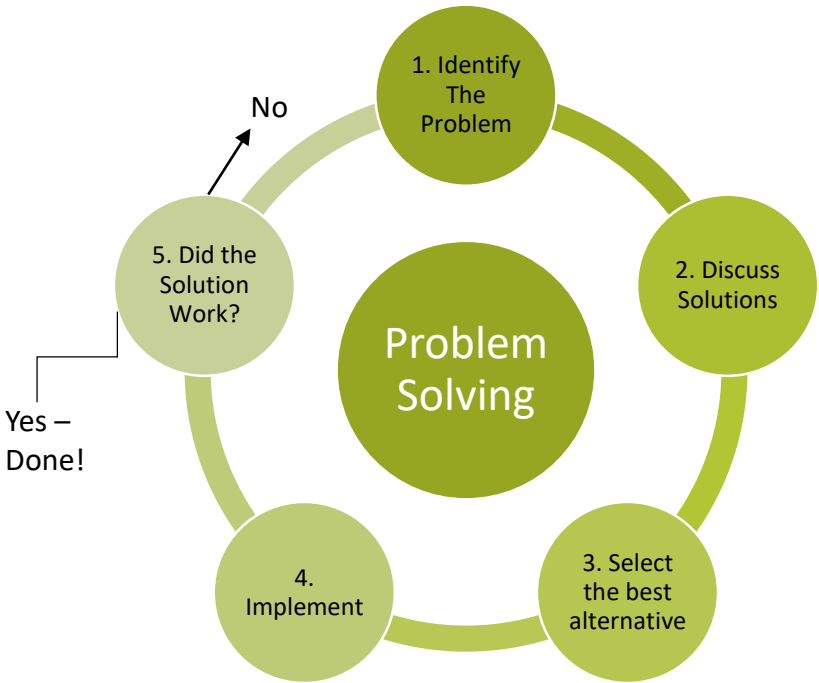 1. Identify
The
Problem
No
2. Discuss
Solutions
5. Did the
Solution
Work?
Problem
Solving
Yes –
Done!
3. Select
the best
alternative
4.
Implement